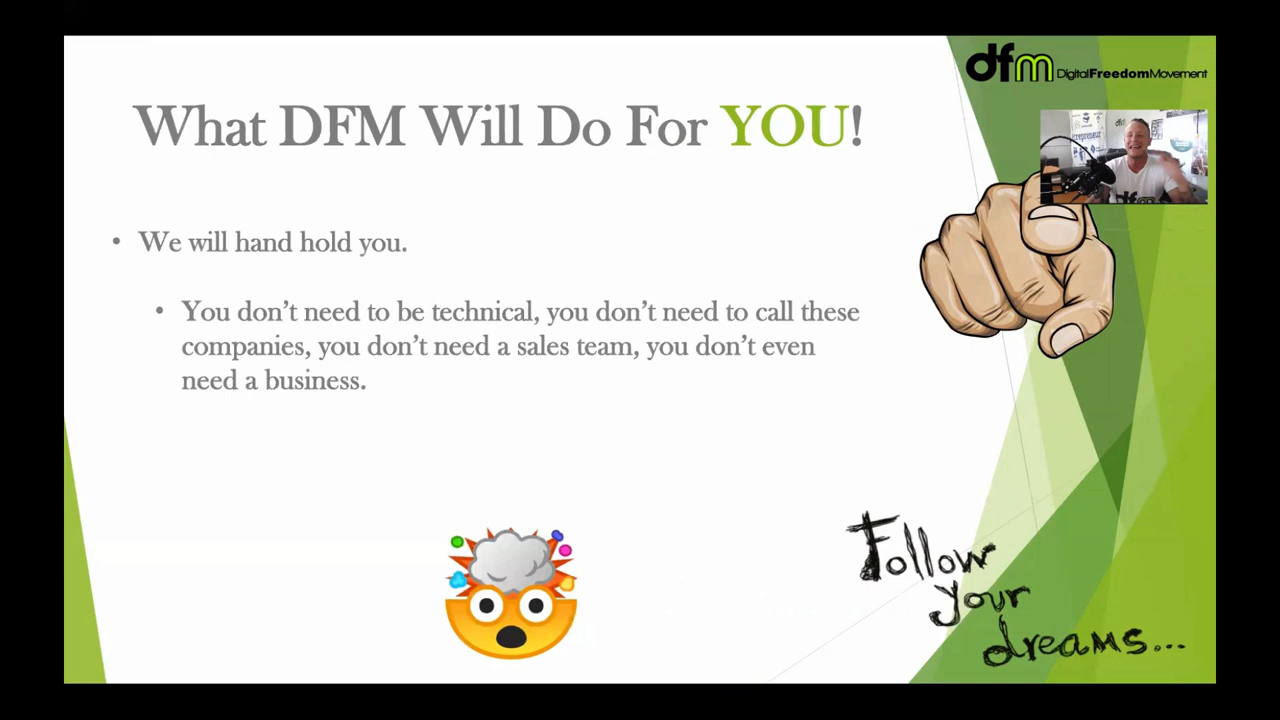 dfm DigitalFreedomMovement
What DFM Will Do For YOU!
• We will hand hold you.
• You don’t need to be technical, you don’t need to call these
companies, you don’t need a sales team, you don’t even
need a business.
Follow
your
dreams...